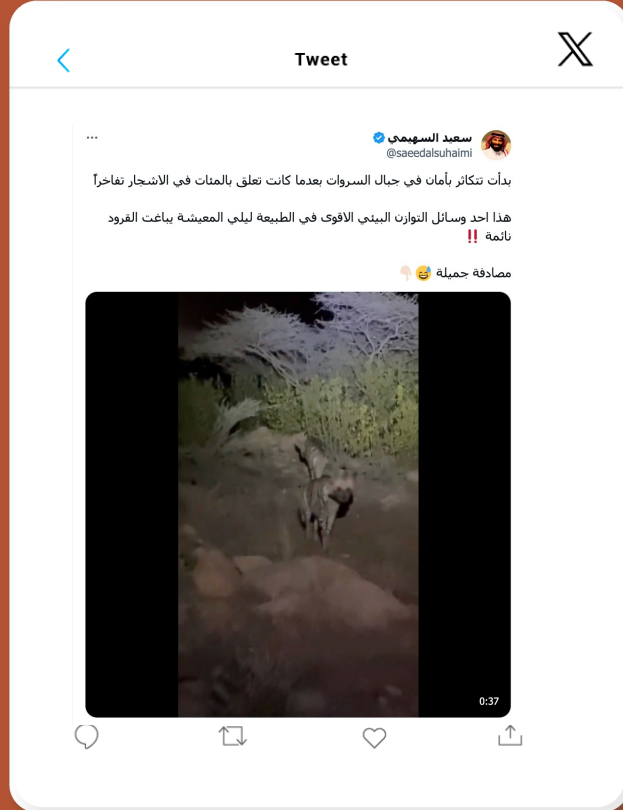 Tweet
سعيد السهيمي
@saeedalsuhaimi
بدأت تتكاثر بأمان في جبال السروات بعدما كانت تعلق بالمئات في الاشجار تفاخراً
هذا احد وسائل التوازن البيئي الاقوى في الطبيعة ليلي المعيشة يباغت القرود
نائمة ‼️
مصادفة جميلة 😅👇🏻
0:37